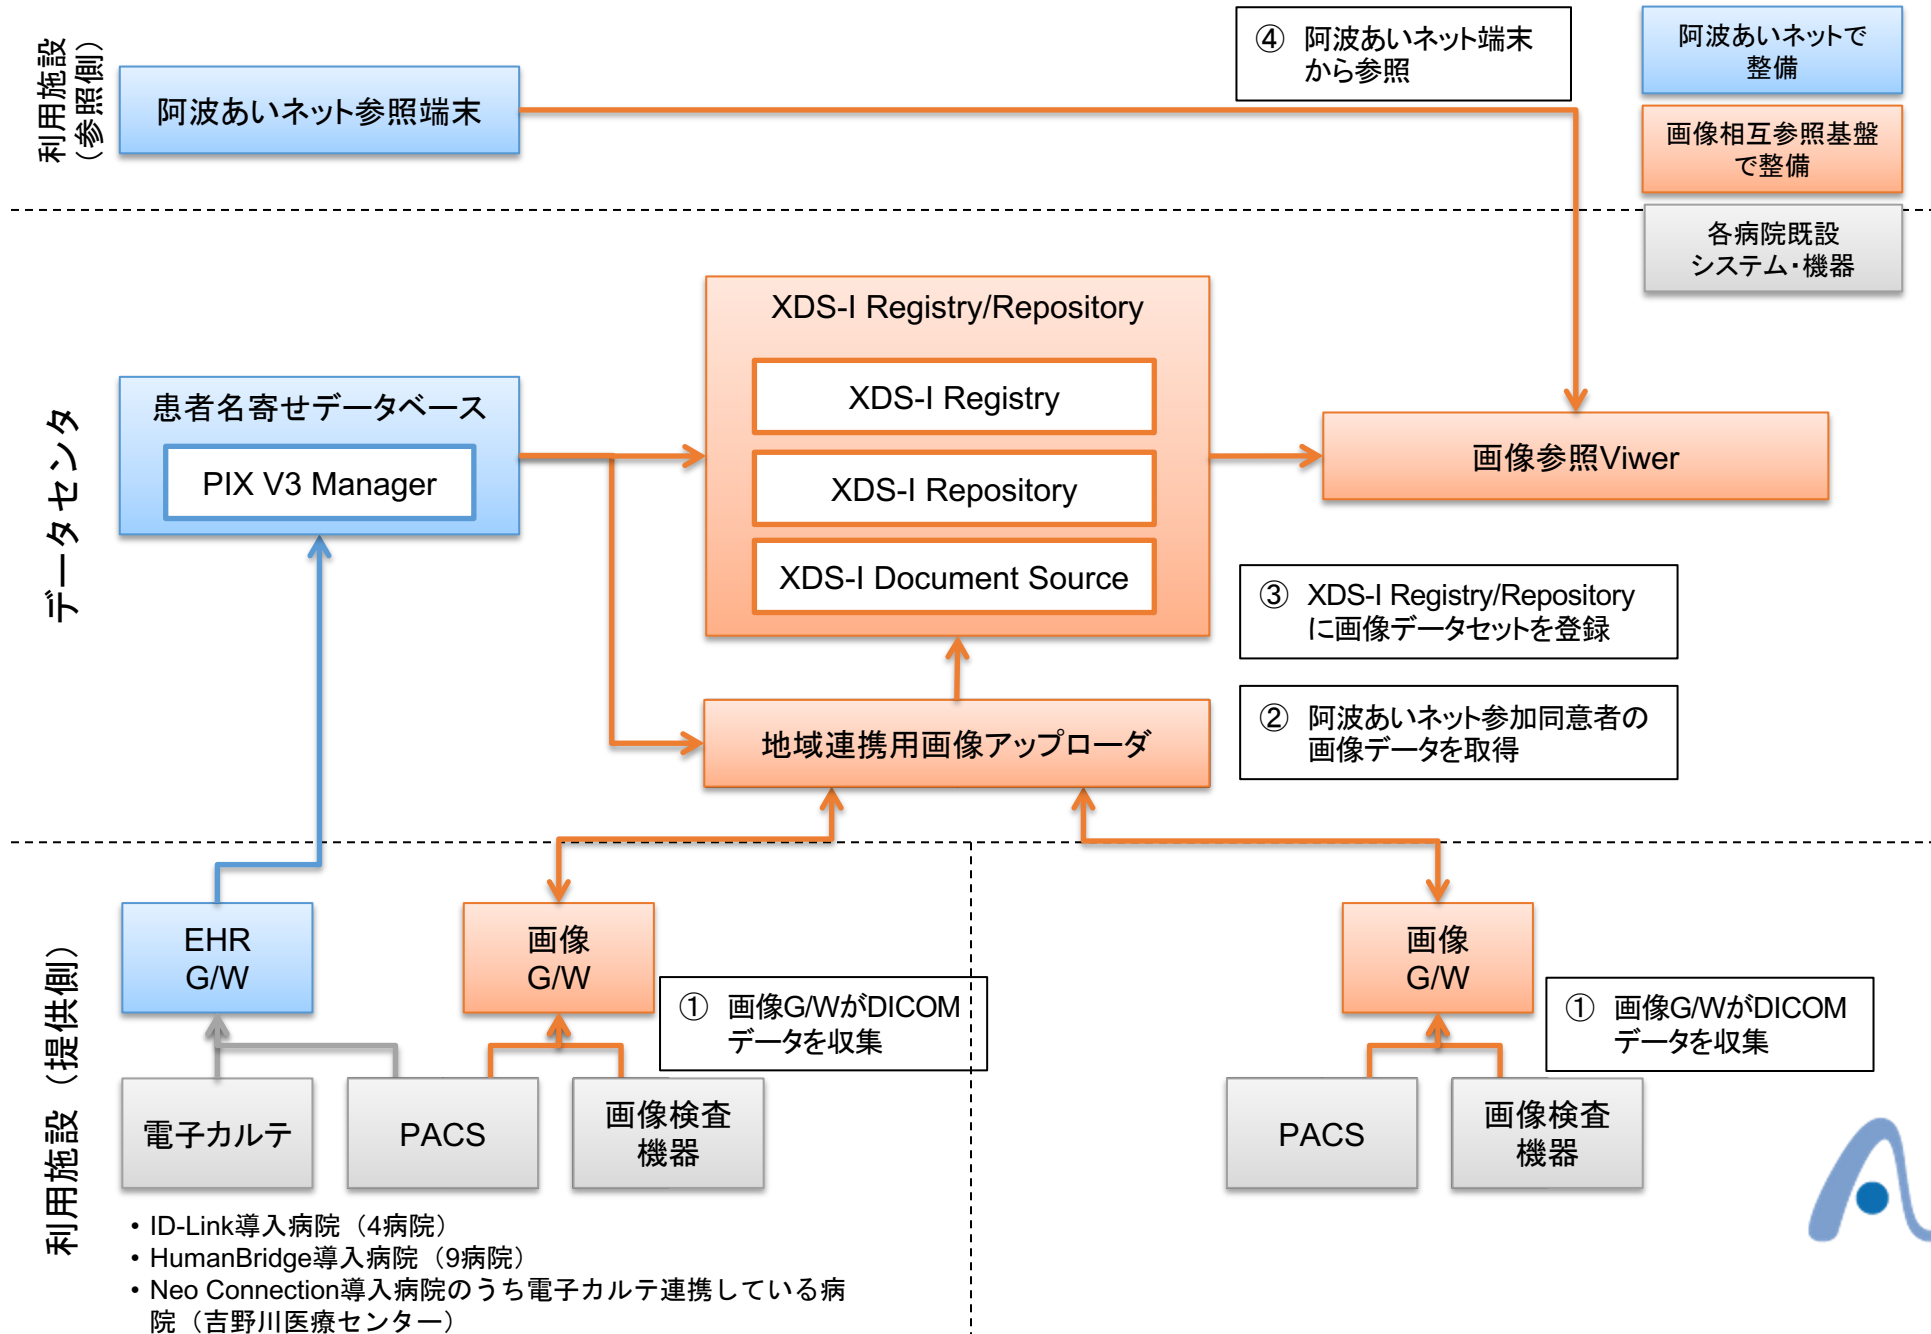 利用施設
（参照側）
阿波あいネット参照端末
④ 阿波あいネット端末
から参照
阿波あいネットで
整備
画像相互参照基盤
で整備
各病院既設
システム・機器
データセンタ
患者名寄せデータベース
PIX V3 Manager
XDS-I Registry/Repository
XDS-I Registry
XDS-I Repository
XDS-I Document Source
画像参照Viwer
③ XDS-I Registry/Repository
に画像データセットを登録
② 阿波あいネット参加同意者の
画像データを取得
地域連携用画像アップローダ
利用施設（提供側）
EHR
G/W
画像
G/W
① 画像G/WがDICOM
データを収集
電子カルテ
PACS
画像検査
機器
画像
G/W
① 画像G/WがDICOM
データを収集
PACS
画像検査
機器
• ID-Link導入病院（4病院）
• HumanBridge導入病院（9病院）
• Neo Connection導入病院のうち電子カルテ連携している病
院（吉野川医療センター）